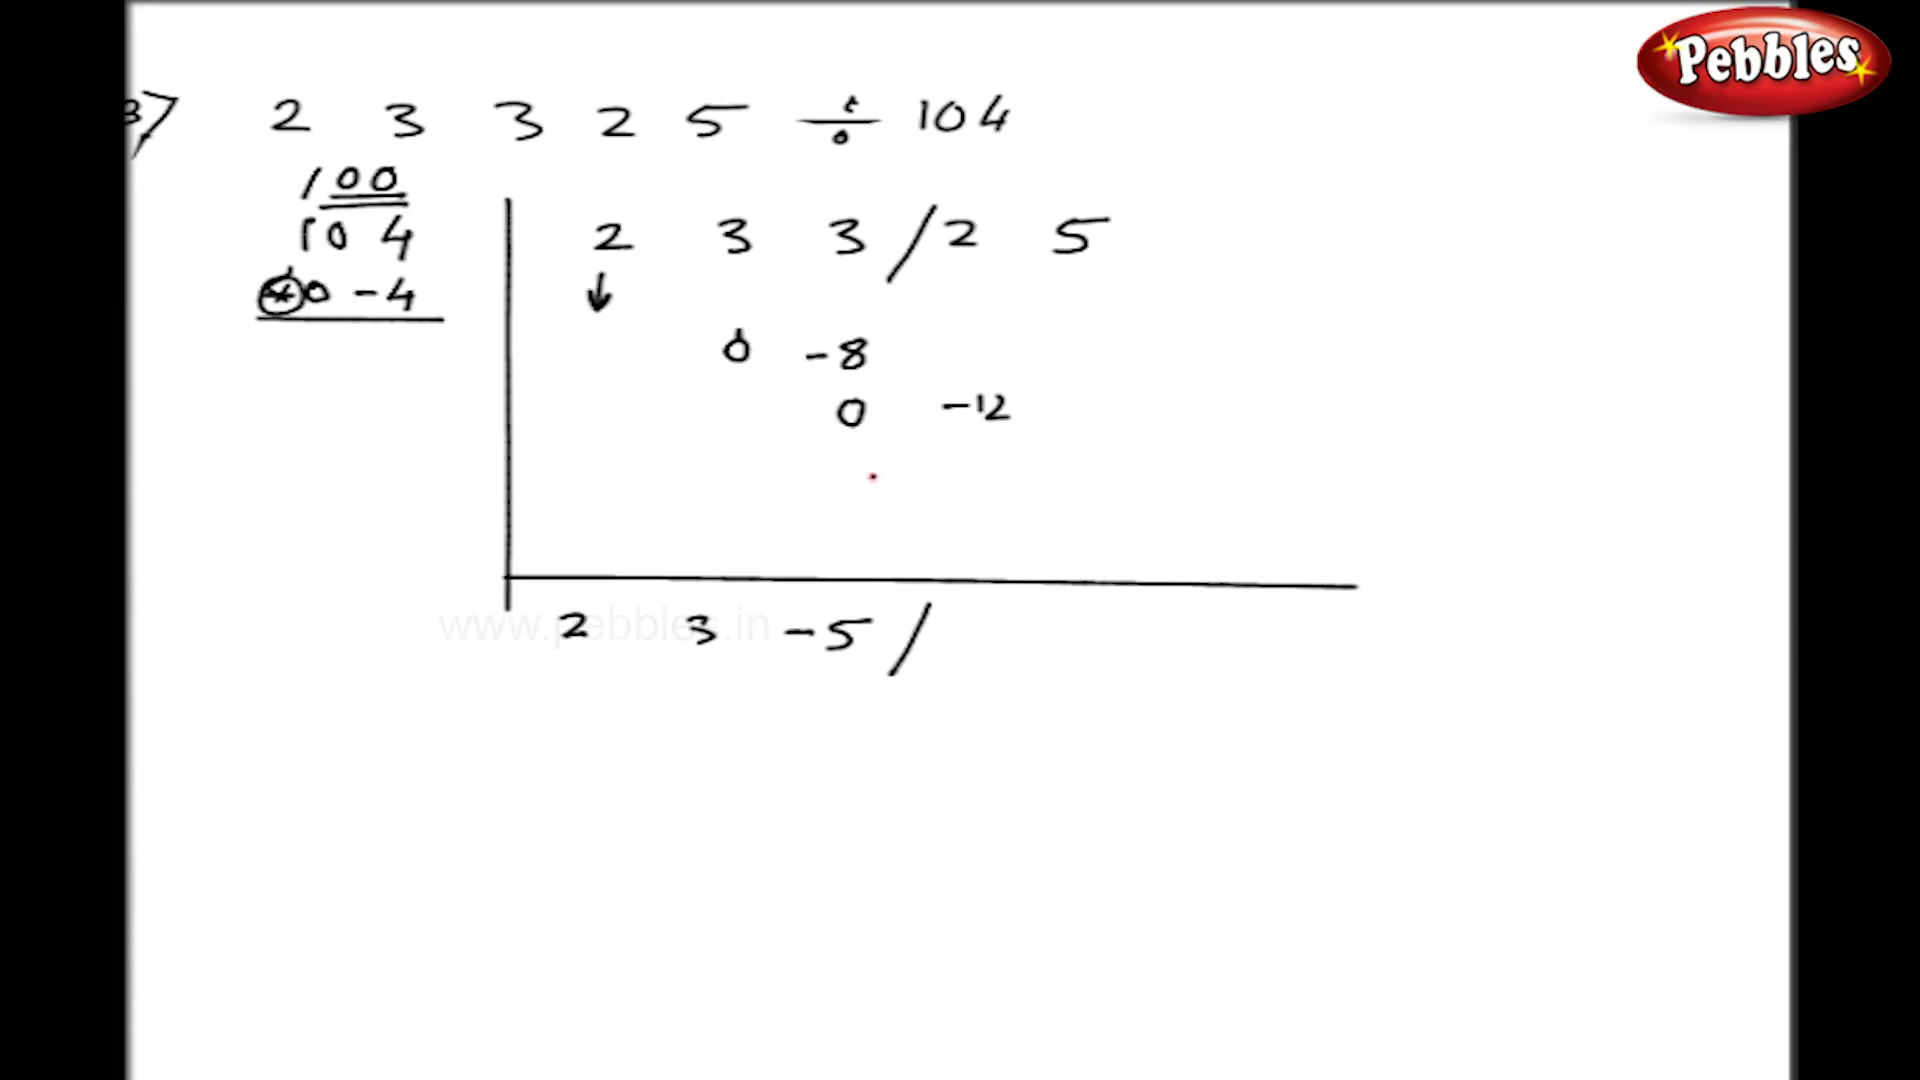 Pebbles
3) 2 3 3 2 5 ÷ 104
100
104 2 3 3 / 2 5
0 -4 ↓
0 -8
0 -12
www.pebbles.in
2 3 -5 /